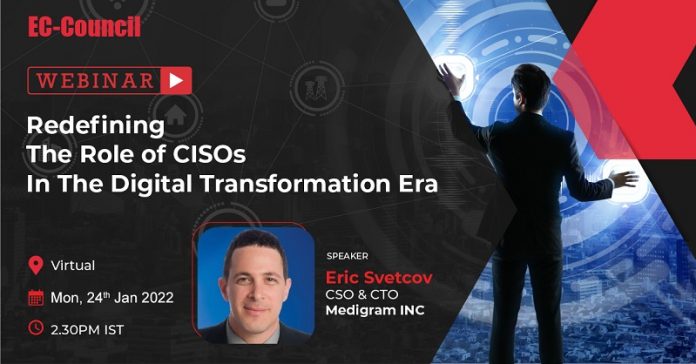 EC-Council
WEBINAR
Redefining
The Role of CISOs
In The Digital Transformation Era
Virtual
Mon, 24th Jan 2022
2.30PM IST
SPEAKER
Eric Svetcov
CSO & CTO
Medigram INC